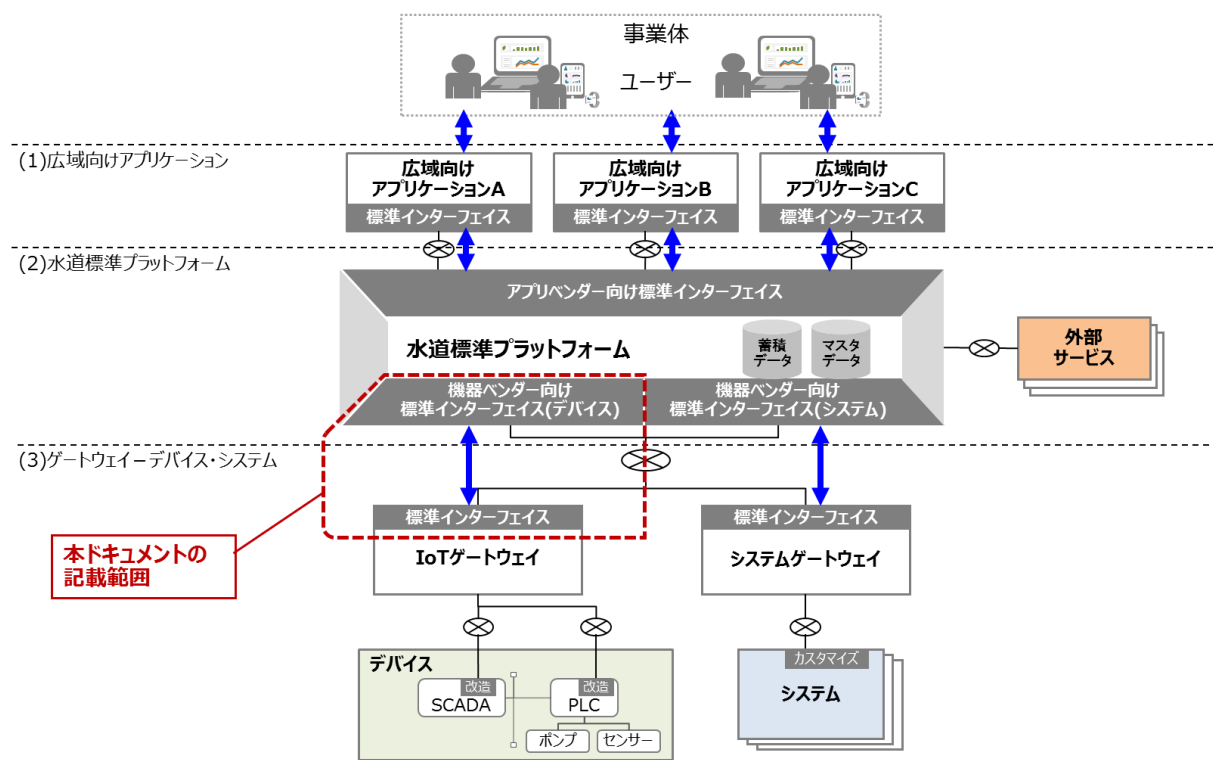 事業体
ユーザー
(1)広域向けアプリケーション
広域向け
アプリケーションA
標準インターフェイス
広域向け
アプリケーションB
標準インターフェイス
広域向け
アプリケーションC
標準インターフェイス
(2)水道標準プラットフォーム
アプリベンダー向け標準インターフェイス
水道標準プラットフォーム
蓄積
データ
マスタ
データ
外部
サービス
機器ベンダー向け
標準インターフェイス(デバイス)
機器ベンダー向け
標準インターフェイス(システム)
(3)ゲートウェイ－デバイス・システム
標準インターフェイス
IoTゲートウェイ
標準インターフェイス
システムゲートウェイ
本ドキュメントの
記載範囲
デバイス
改造
SCADA
改造
PLC
ポンプ
センサー
カスタマイズ
システム